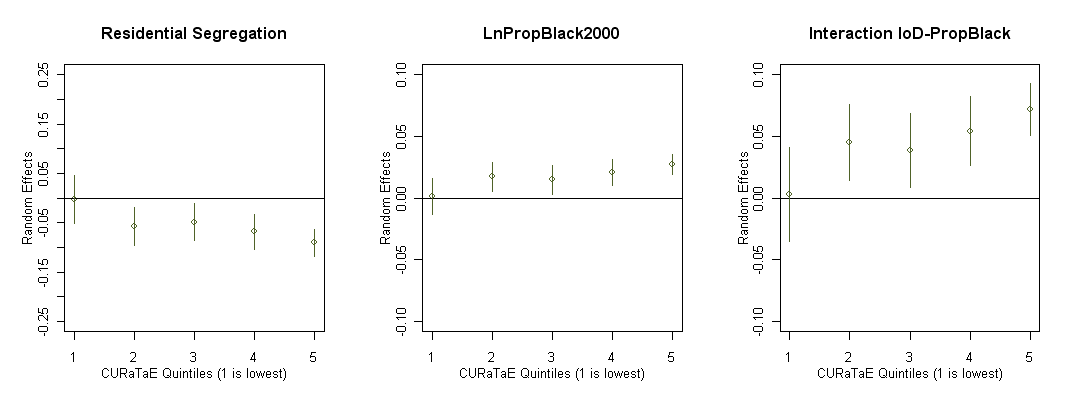 Residential Segregation
Random Effects
0.25
0.15
0.05
-0.05
-0.15
-0.25
1 2 3 4 5
CURaTaE Quintiles (1 is lowest)
LnPropBlack2000
Random Effects
0.10
0.05
0.00
-0.05
-0.10
1 2 3 4 5
CURaTaE Quintiles (1 is lowest)
Interaction IoD-PropBlack
Random Effects
0.10
0.05
0.00
-0.05
-0.10
1 2 3 4 5
CURaTaE Quintiles (1 is lowest)